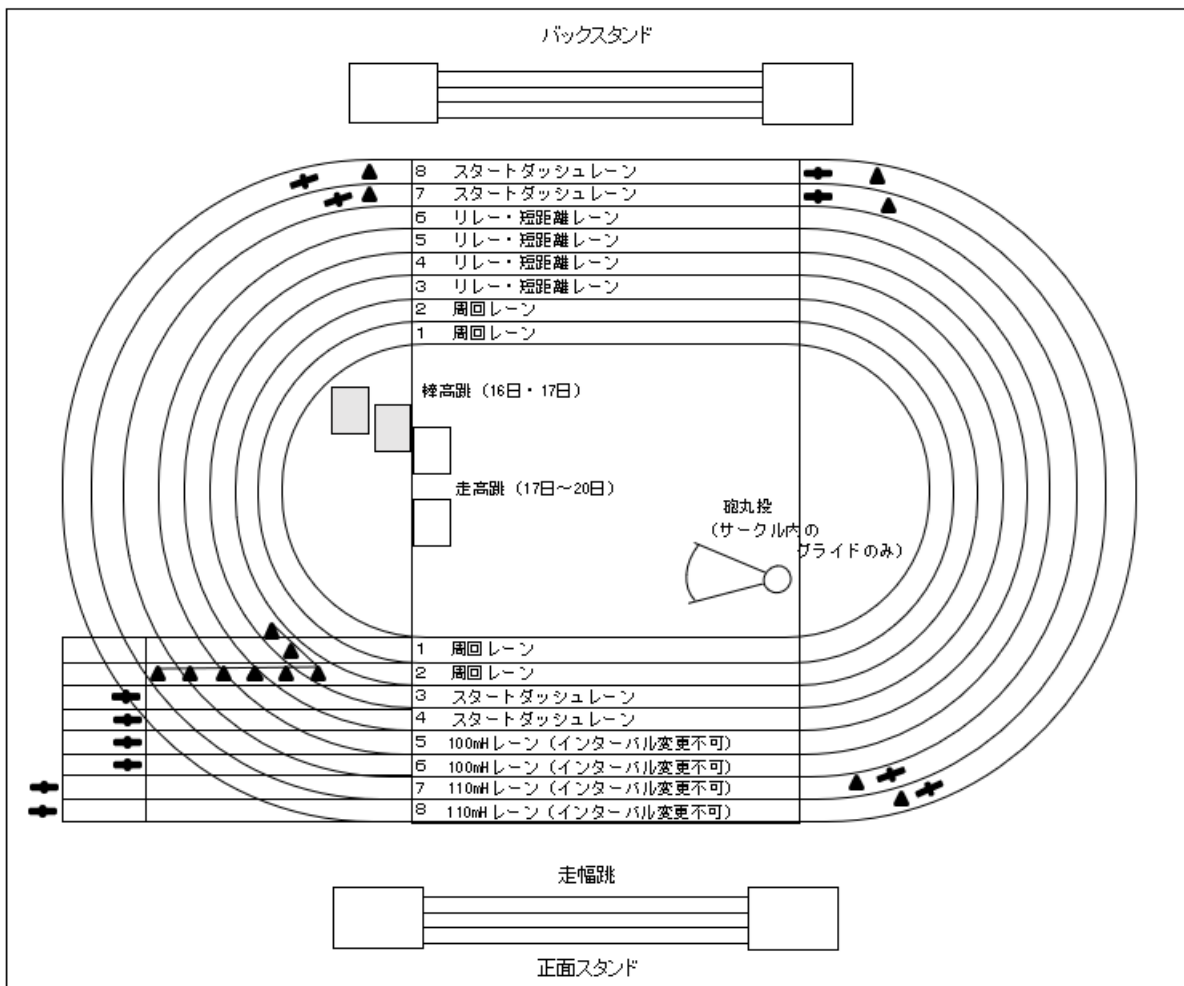 バックスタンド
8 スタートダッシュレーン
7 スタートダッシュレーン
6 リレー・短距離レーン
5 リレー・短距離レーン
4 リレー・短距離レーン
3 リレー・短距離レーン
2 周回レーン
1 周回レーン
棒高跳(16日・17日)
走高跳(17日～20日)
砲丸投
(サークル内の
グライドのみ)
1 周回レーン
2 周回レーン
3 スタートダッシュレーン
4 スタートダッシュレーン
5 100mHレーン(インターバル変更不可)
6 100mHレーン(インターバル変更不可)
7 110mHレーン(インターバル変更不可)
8 110mHレーン(インターバル変更不可)
走幅跳
正面スタンド